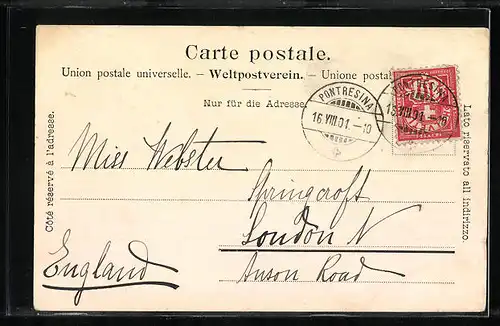 Carte postale.
Union postale universelle. – Weltpostverein. – Unione postal
Nur für die Adresse
PONTRESINA
16.VIII.01.–10
Côté réservé à l'adresse.
Lato riservato all indirizzo.
Miss Webster
Springcroft
London N
England
Anson Road